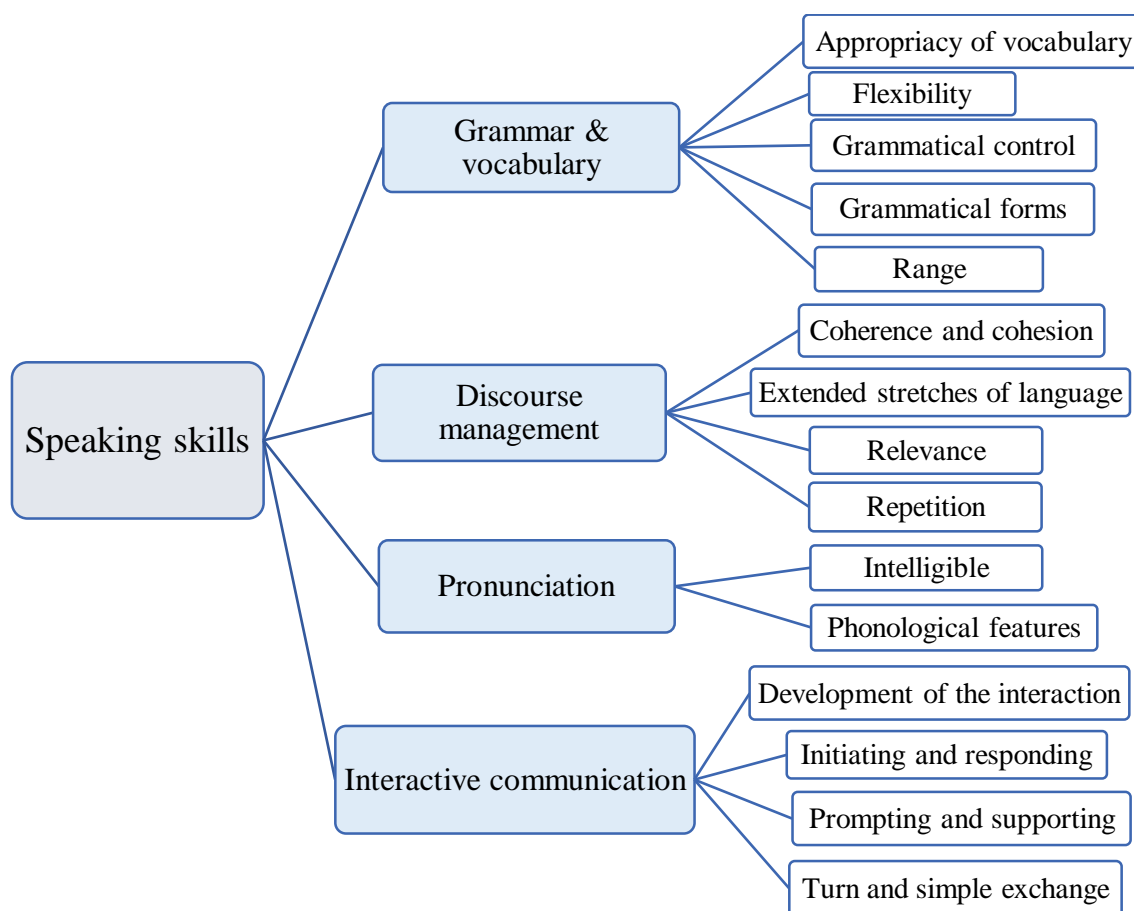 Speaking skills
Grammar &
vocabulary
Appropriacy of vocabulary
Flexibility
Grammatical control
Grammatical forms
Range
Discourse
management
Coherence and cohesion
Extended stretches of language
Relevance
Repetition
Pronunciation
Intelligible
Phonological features
Interactive communication
Development of the interaction
Initiating and responding
Prompting and supporting
Turn and simple exchange